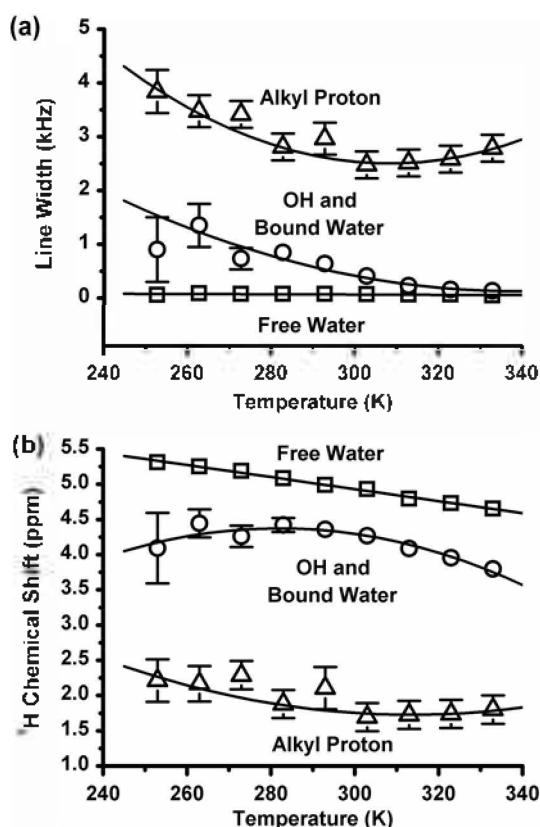 (a)
5
4
3
2
1
0
Line Width (kHz)
Alkyl Proton
OH and
Bound Water
Free Water
240 260 280 300 320 340
Temperature (K)
(b)
5.5
5.0
4.5
4.0
3.5
3.0
2.5
2.0
1.5
1.0
H Chemical Shift (ppm)
Free Water
OH and
Bound Water
Alkyl Proton
240 260 280 300 320 340
Temperature (K)